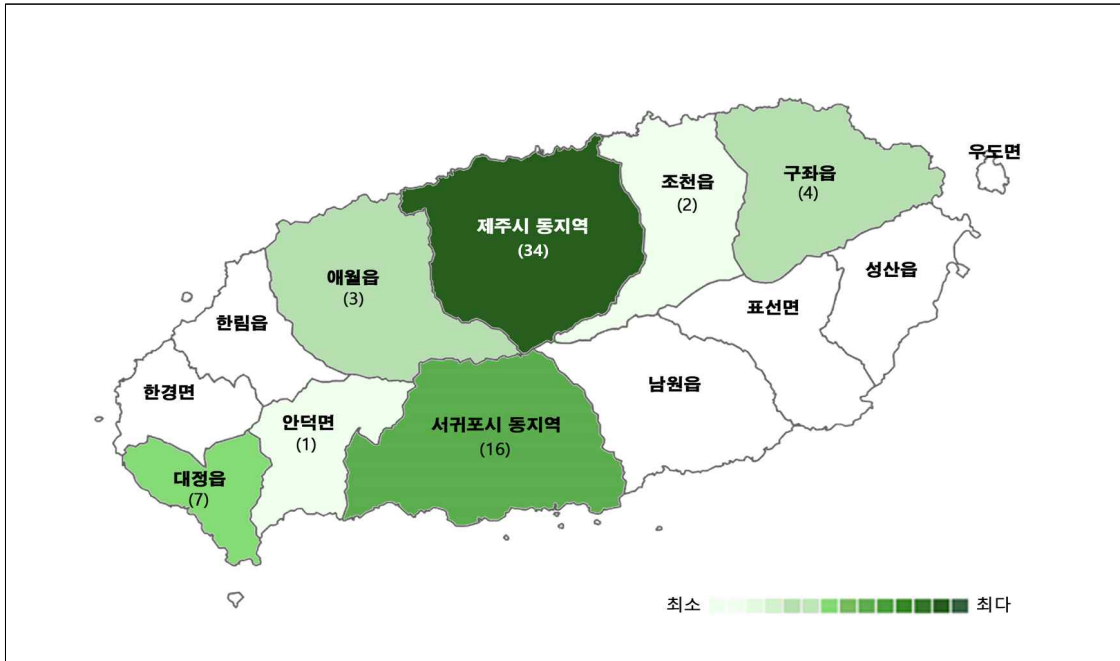 우도면
조천읍
(2)
구좌읍
(4)
제주시 동지역
(34)
애월읍
(3)
성산읍
표선면
한림읍
한경면
남원읍
안덕면
(1)
서귀포시 동지역
(16)
대정읍
(7)
최소 최다